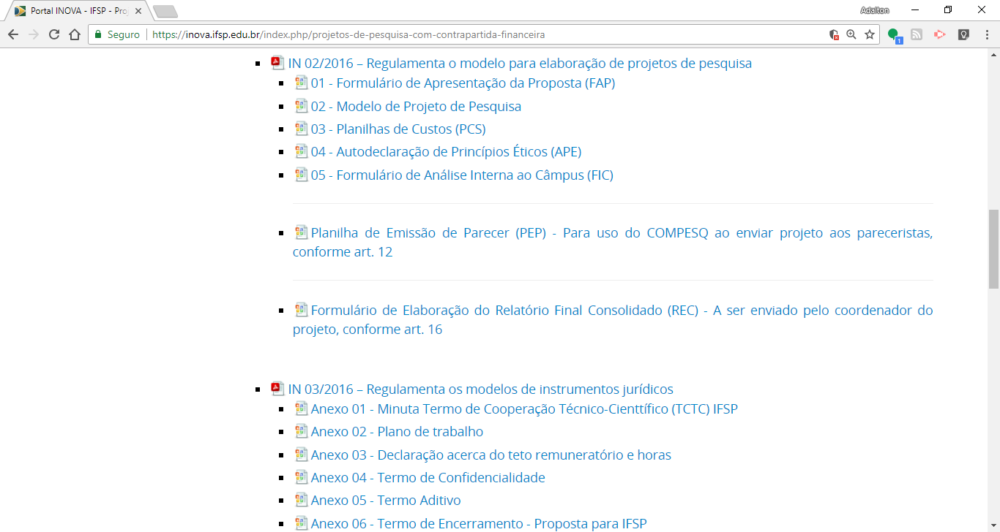 Portal INOVA - IFSP - Pro
Adalton
Seguro
https://inova.ifsp.edu.br/index.php/projetos-de-pesquisa-com-contrapartida-financeira
1
IN 02/2016 – Regulamenta o modelo para elaboração de projetos de pesquisa
01 - Formulário de Apresentação da Proposta (FAP)
02 - Modelo de Projeto de Pesquisa
03 - Planilhas de Custos (PCS)
04 - Autodeclaração de Princípios Éticos (APE)
05 - Formulário de Análise Interna ao Câmpus (FIC)
Planilha de Emissão de Parecer (PEP) - Para uso do COMPESQ ao enviar projeto aos pareceristas,
conforme art. 12
Formulário de Elaboração do Relatório Final Consolidado (REC) - A ser enviado pelo coordenador do
projeto, conforme art. 16
IN 03/2016 – Regulamenta os modelos de instrumentos jurídicos
Anexo 01 - Minuta Termo de Cooperação Técnico-Cienttífico (TCTC) IFSP
Anexo 02 - Plano de trabalho
Anexo 03 - Declaração acerca do teto remuneratório e horas
Anexo 04 - Termo de Confidencialidade
Anexo 05 - Termo Aditivo
Anexo 06 - Termo de Encerramento - Proposta para IFSP